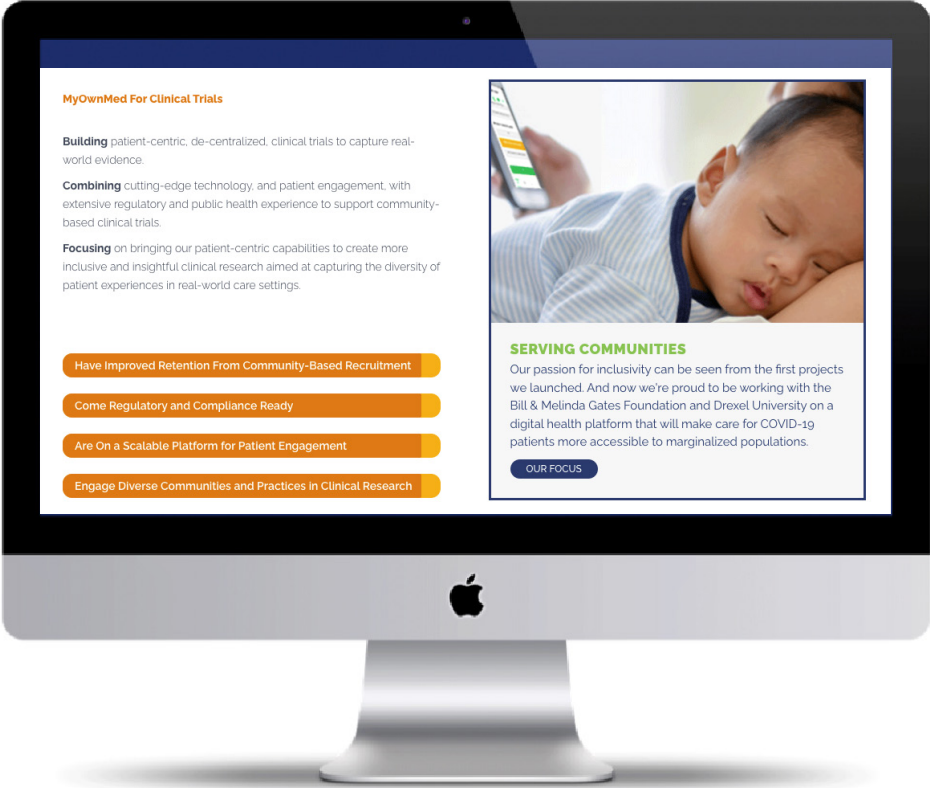 MyOwnMed For Clinical Trials
Building patient-centric, de-centralized, clinical trials to capture real-
world evidence.
Combining cutting-edge technology, and patient engagement, with
extensive regulatory and public health experience to support community-
based clinical trials.
Focusing on bringing our patient-centric capabilities to create more
inclusive and insightful clinical research aimed at capturing the diversity of
patient experiences in real-world care settings.
Have Improved Retention From Community-Based Recruitment
Come Regulatory and Compliance Ready
Are On a Scalable Platform for Patient Engagement
Engage Diverse Communities and Practices in Clinical Research
SERVING COMMUNITIES
Our passion for inclusivity can be seen from the first projects
we launched. And now we're proud to be working with the
Bill & Melinda Gates Foundation and Drexel University on a
digital health platform that will make care for COVID-19
patients more accessible to marginalized populations.
OUR FOCUS